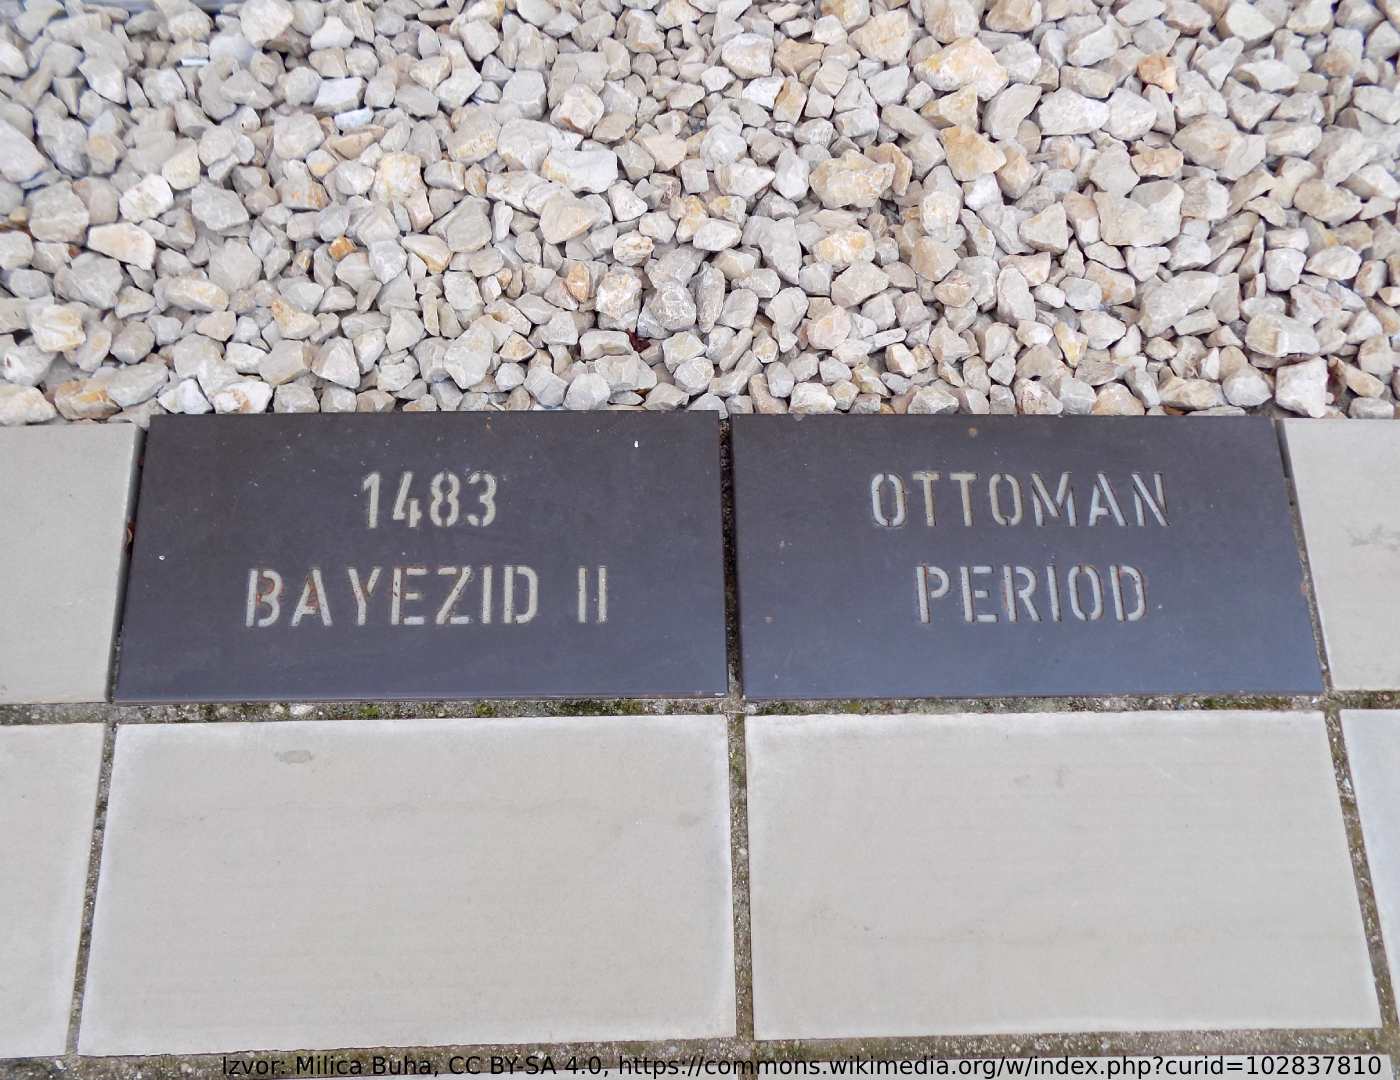 1483
BAYEZID II
OTTOMAN
PERIOD
Izvor: Milica Buha, CC BY-SA 4.0, https://commons.wikimedia.org/w/index.php?curid=102837810